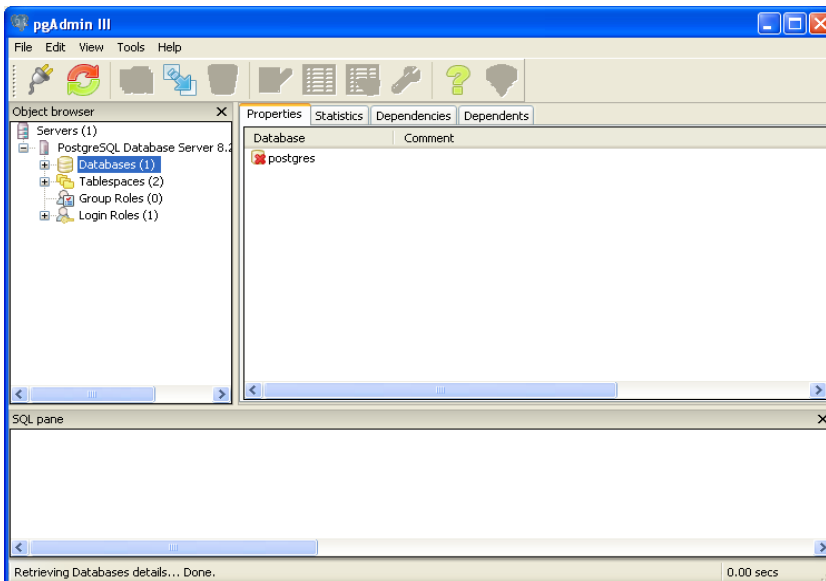 pgAdmin III
File Edit View Tools Help
Object browser
Servers (1)
PostgreSQL Database Server 8.2
Databases (1)
Tablespaces (2)
Group Roles (0)
Login Roles (1)
Properties Statistics Dependencies Dependents
Database Comment
postgres
SQL pane
Retrieving Databases details... Done. 0.00 secs